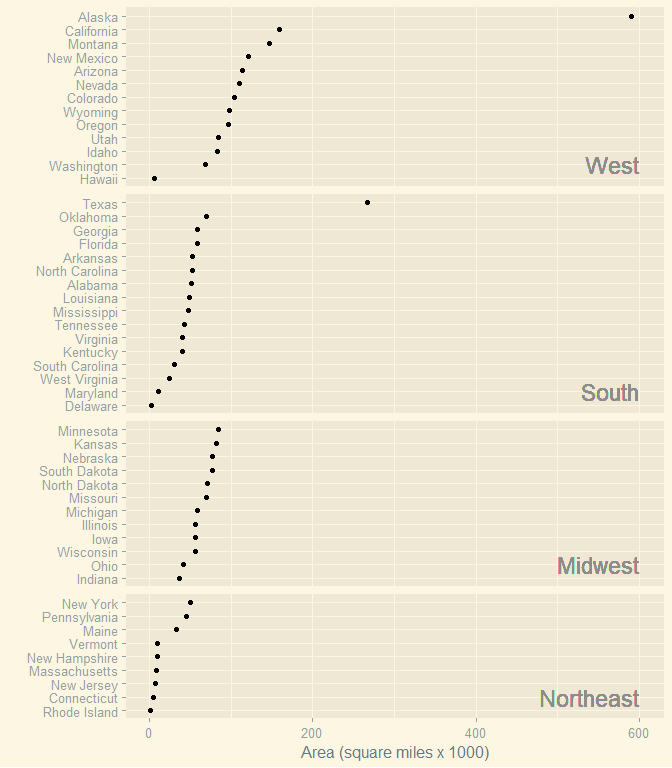 Alaska
California
Montana
New Mexico
Arizona
Nevada
Colorado
Wyoming
Oregon
Utah
Idaho
Washington
Hawaii
West
Texas
Oklahoma
Georgia
Florida
Arkansas
North Carolina
Alabama
Louisiana
Mississippi
Tennessee
Virginia
Kentucky
South Carolina
West Virginia
Maryland
Delaware
South
Minnesota
Kansas
Nebraska
South Dakota
North Dakota
Missouri
Michigan
Illinois
Iowa
Wisconsin
Ohio
Indiana
Midwest
New York
Pennsylvania
Maine
Vermont
New Hampshire
Massachusetts
New Jersey
Connecticut
Rhode Island
Northeast
0 200 400 600
Area (square miles x 1000)